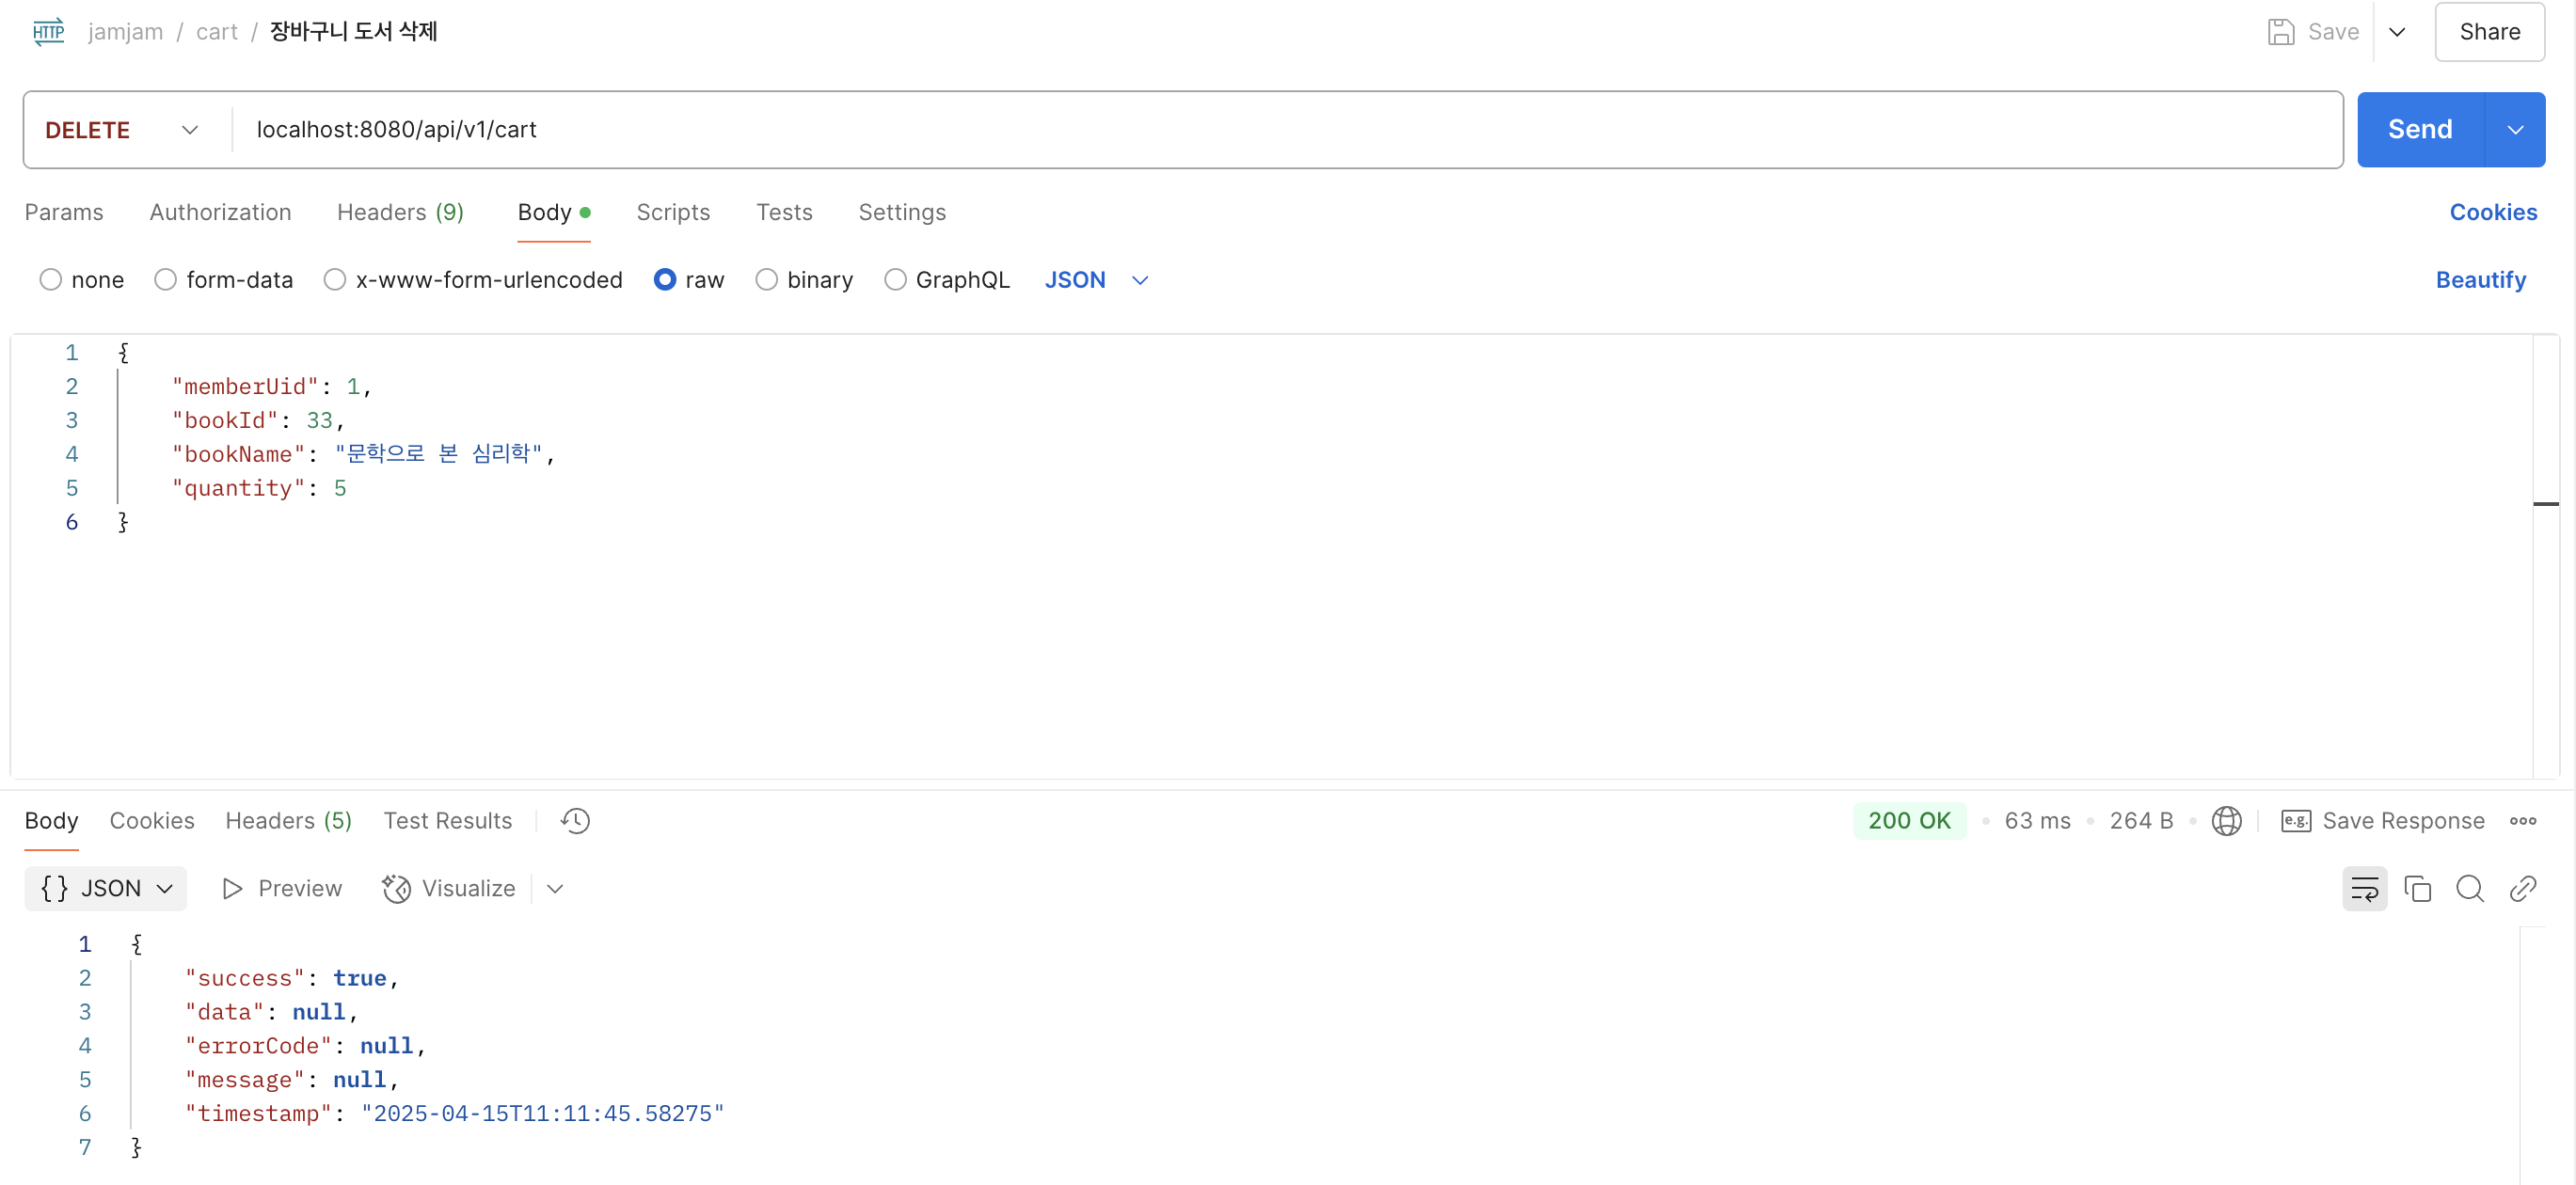 HTTP jamjam / cart / 장바구니 도서 삭제 Save Share
DELETE localhost:8080/api/v1/cart Send
Params Authorization Headers (9) Body Scripts Tests Settings Cookies
none form-data x-www-form-urlencoded raw binary GraphQL JSON Beautify
1 {
2 "memberUid": 1,
3 "bookId": 33,
4 "bookName": "문학으로 본 심리학",
5 "quantity": 5
6 }
Body Cookies Headers (5) Test Results 200 OK • 63 ms • 264 B • e.g. Save Response
{} JSON Preview Visualize
1 {
2 "success": true,
3 "data": null,
4 "errorCode": null,
5 "message": null,
6 "timestamp": "2025-04-15T11:11:45.58275"
7 }